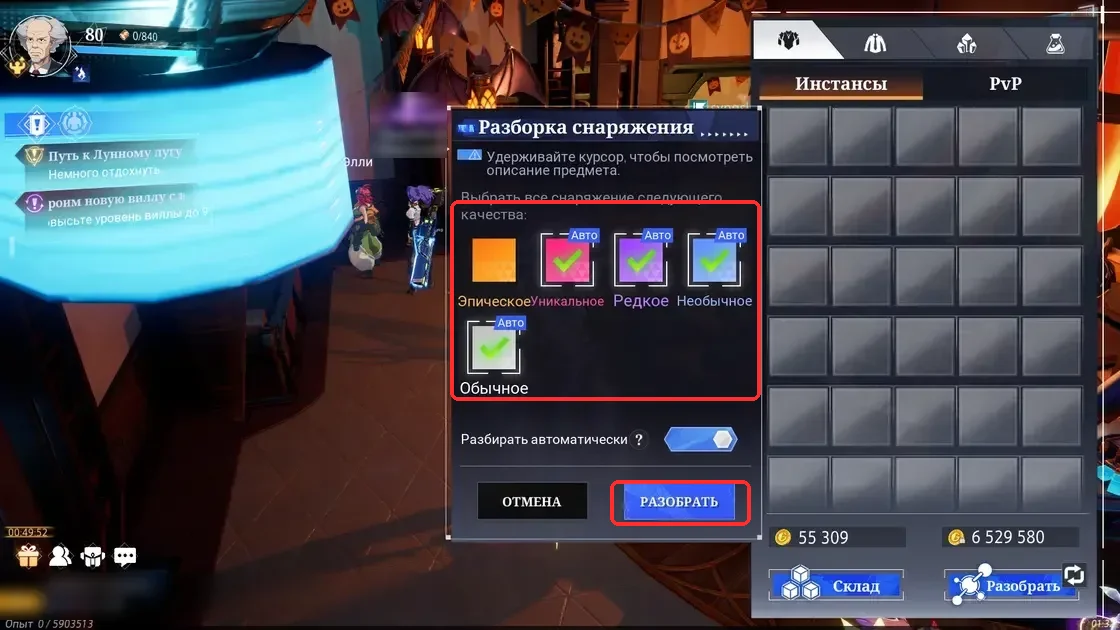 80
0/840
Путь к Лунному лугу
Немного отдохнуть
роим новую виллу с
высьте уровень виллы до 9
Элли
Разборка снаряжения
Удерживайте курсор, чтобы посмотреть
описание предмета.
Выбрать все снаряжение следующего
качества:
Авто
Авто
Авто
Эпическое
Уникальное
Редкое
Необычное
Авто
Обычное
Разбирать автоматически ?
ОТМЕНА
РАЗОБРАТЬ
Инстансы
PvP
55 309
6 529 580
Склад
Разобрать
00:49:52
Опыт 0 / 5903513